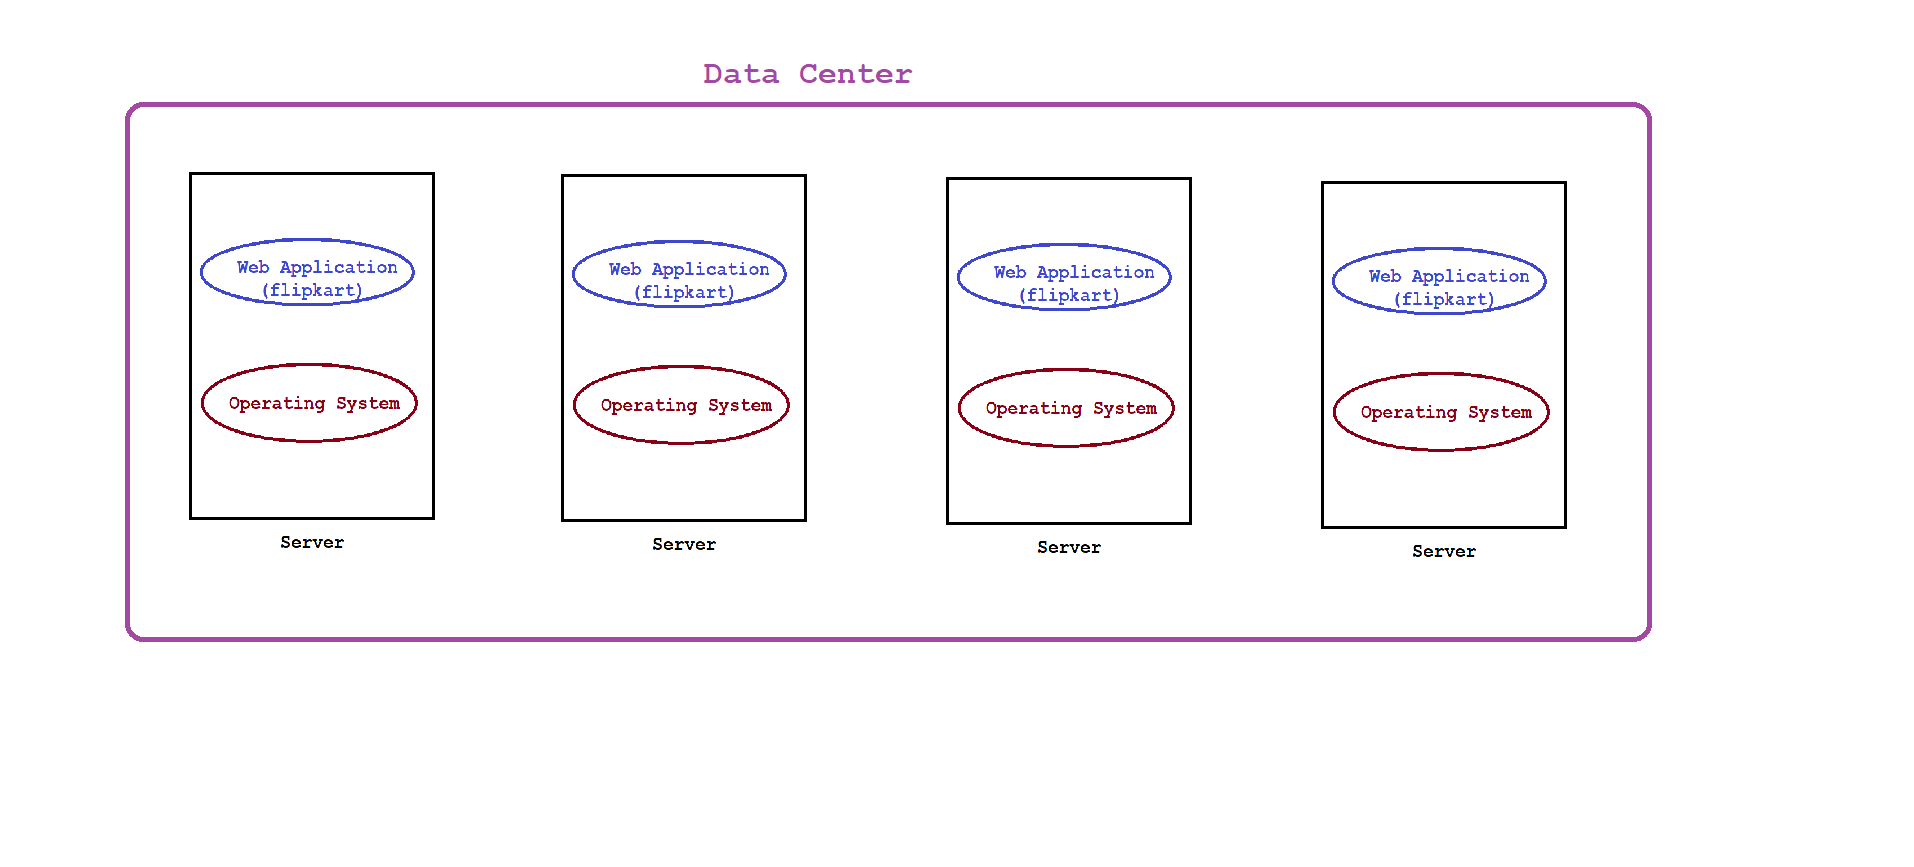 Data Center
Web Application
(flipkart)
Operating System
Server
Web Application
(flipkart)
Operating System
Server
Web Application
(flipkart)
Operating System
Server
Web Application
(flipkart)
Operating System
Server